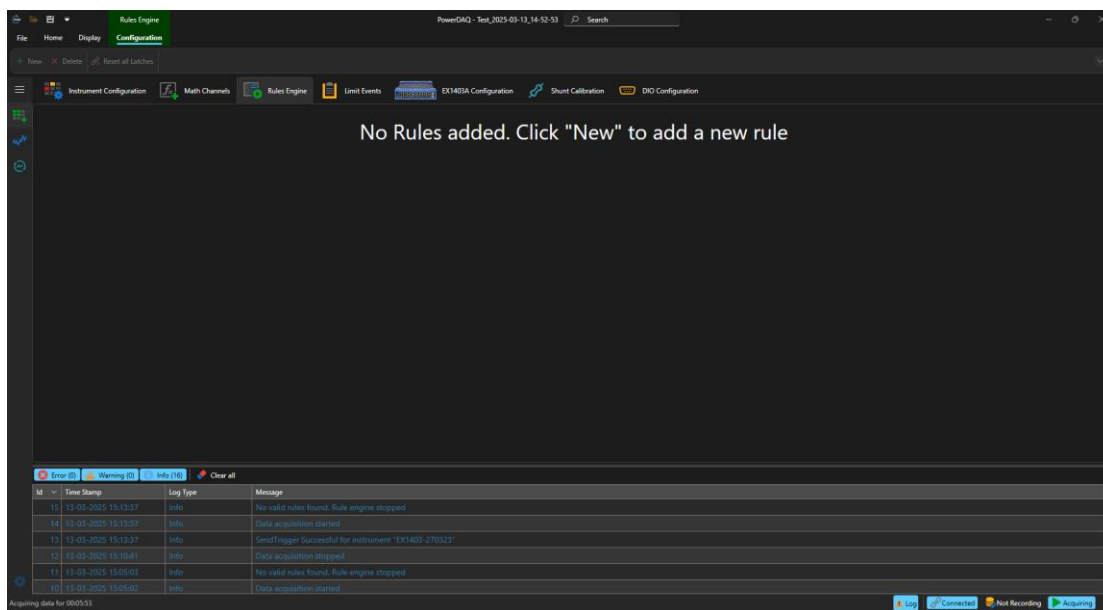 Rules Engine
PowerDAQ - Test_2025-03-13_14-52-53 Search
File Home Display Configuration
New Delete Reset all Latches
Instrument Configuration Math Channels Rules Engine Limit Events EX1403A Configuration Shunt Calibration DIO Configuration
No Rules added. Click "New" to add a new rule
Error (0) Warning (0) Info (16) Clear all
Id Time Stamp Log Type Message
15 13-03-2025 15:13:37 Info No valid rules found. Rule engine stopped
14 13-03-2025 15:13:37 Info Data acquisition started
13 13-03-2025 15:13:37 Info SendTrigger Successful for instrument "EX1403-270323"
12 13-03-2025 15:10:41 Info Data acquisition stopped
11 13-03-2025 15:05:03 Info No valid rules found. Rule engine stopped
10 13-03-2025 15:05:02 Info Data acquisition started
Acquiring data for 00:05:53 Log Connected Not Recording Acquiring